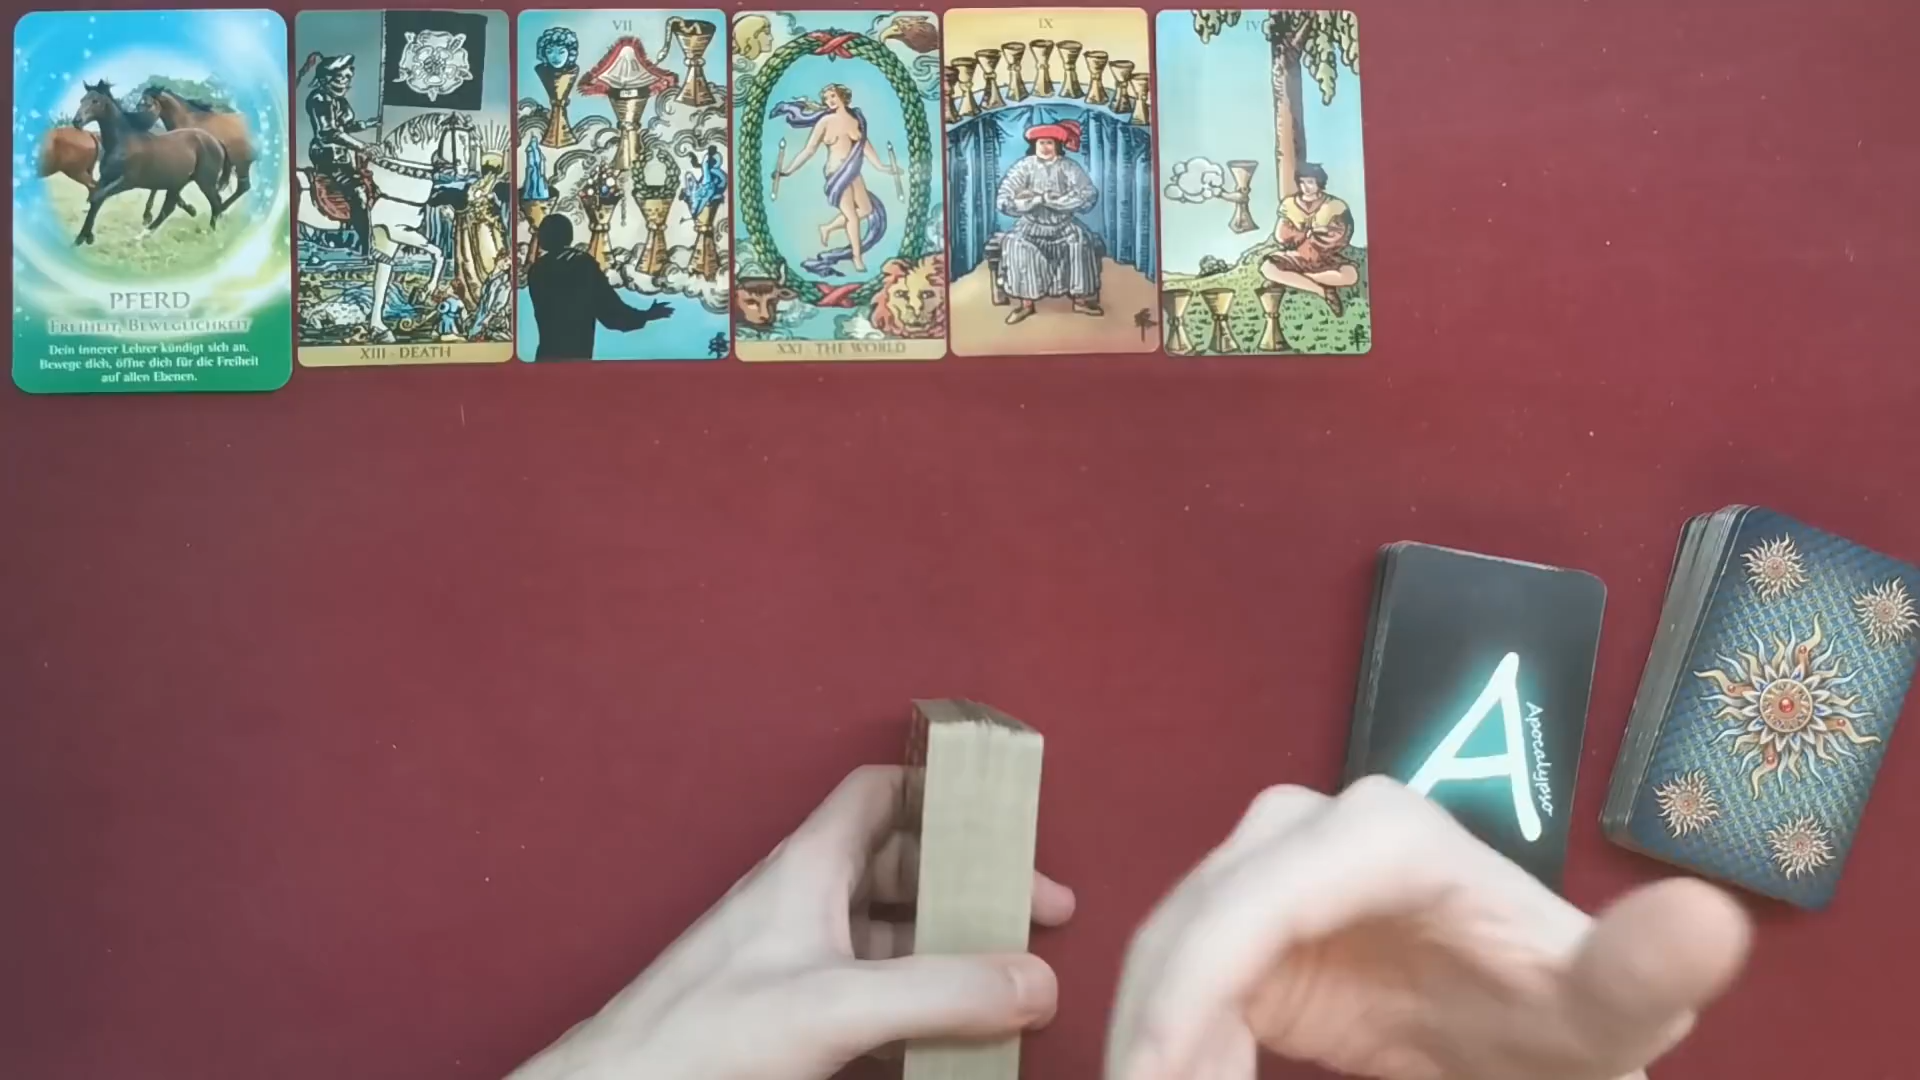 PFERD
FREIHEIT, BEWEGLICHKEIT
Dein innerer Lehrer kündigt sich an.
Bewege dich, öffne dich für die Freiheit
auf allen Ebenen.
XIII - DEATH
VII
XXI - THE WORLD
IX
IV
A
Apocalypso